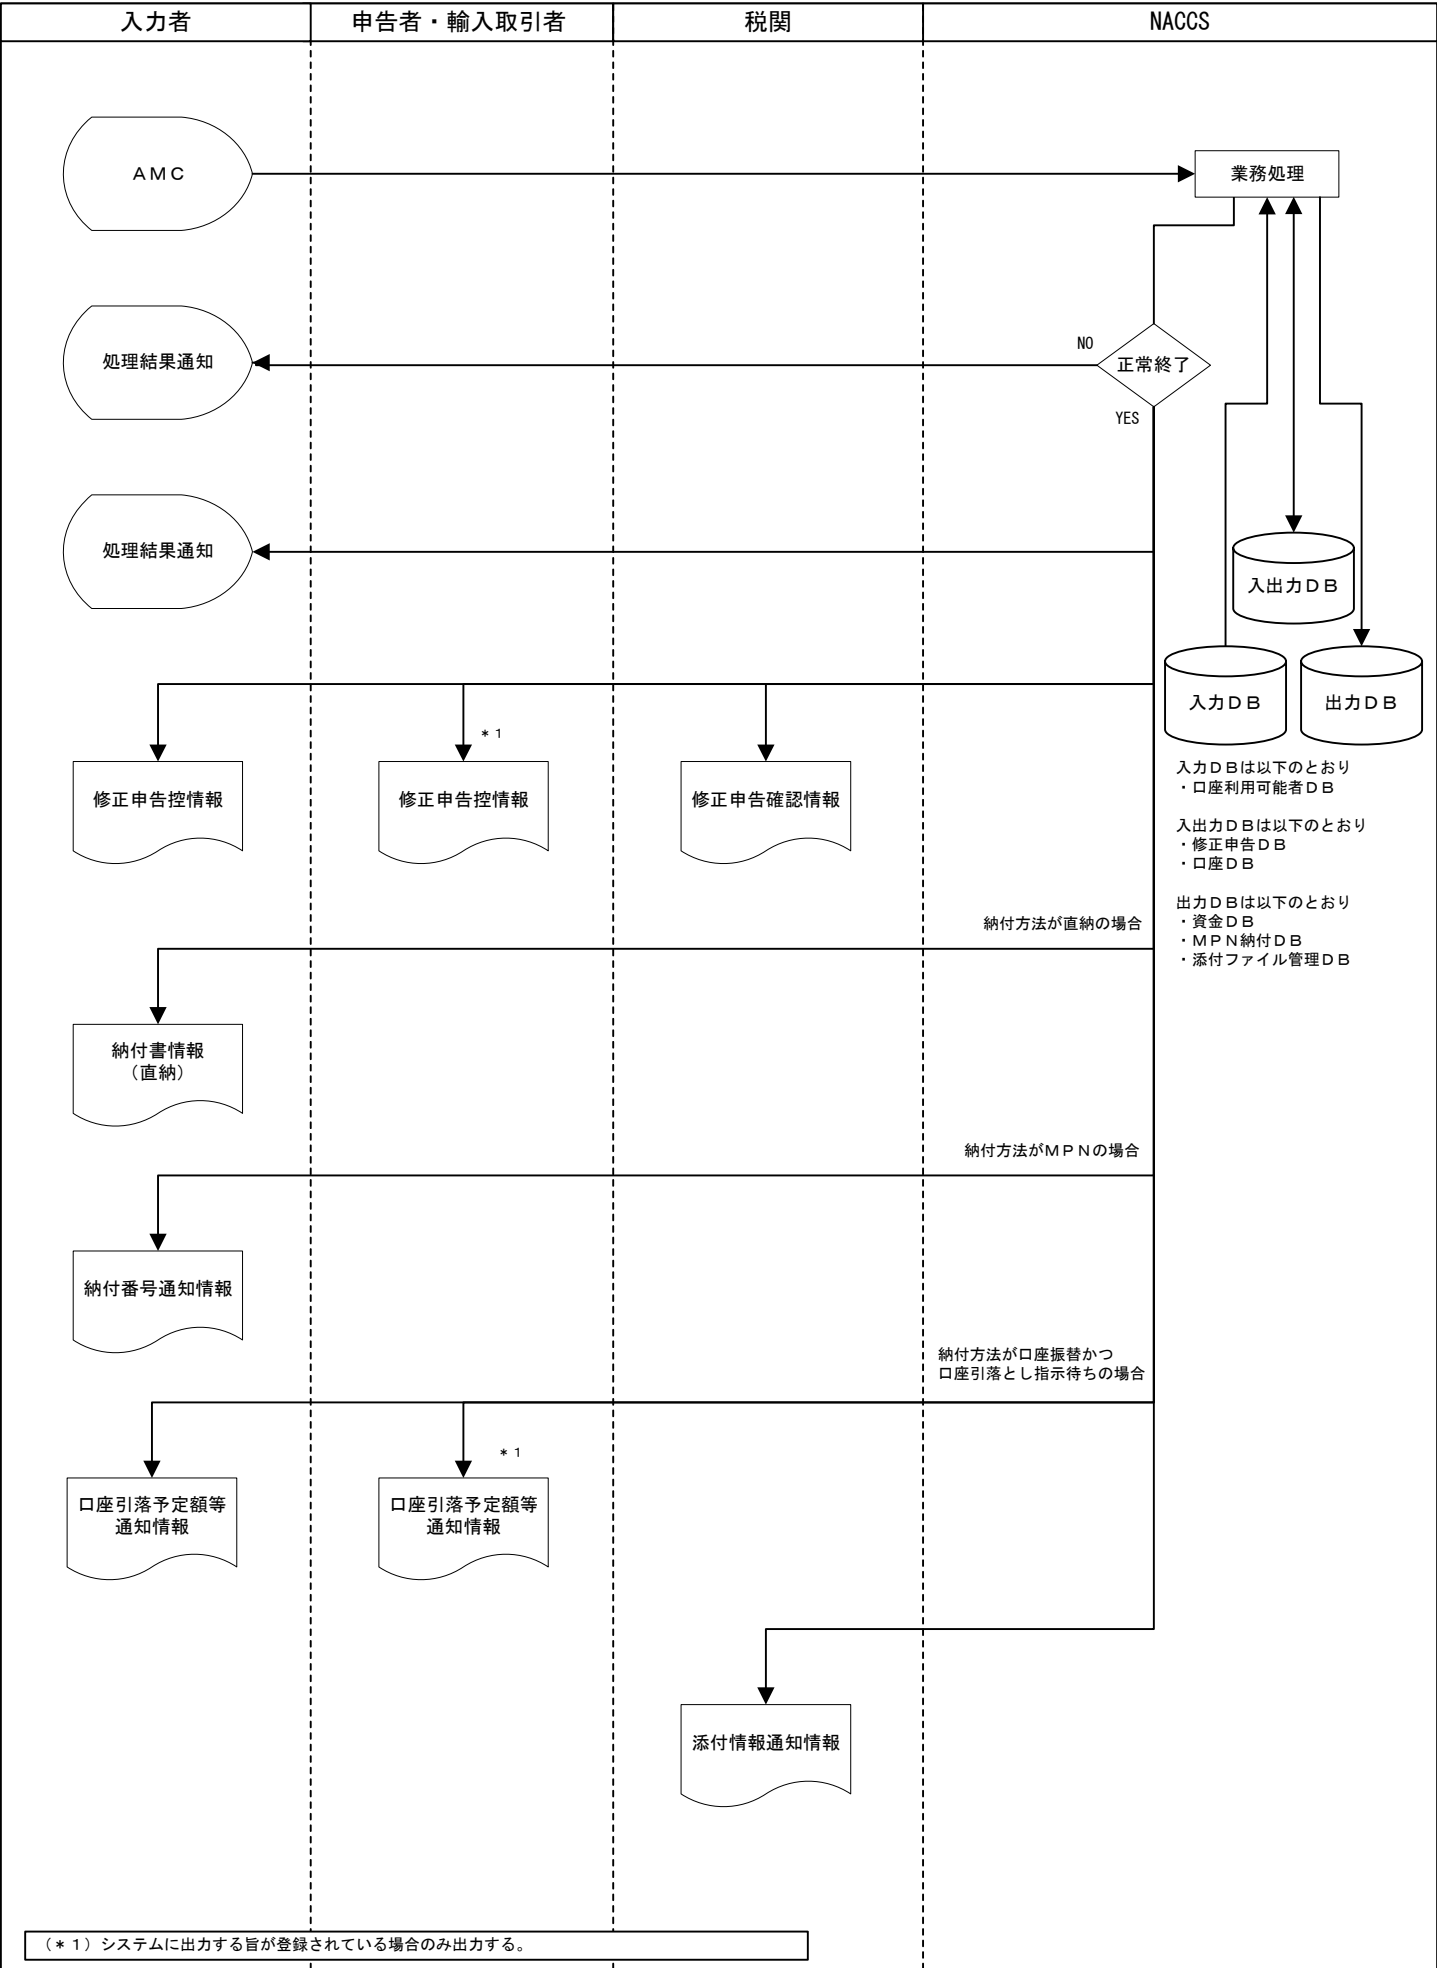 入力者
申告者・輸入取引者
税関
NACCS
ＡＭＣ
業務処理
処理結果通知
NO
正常終了
YES
処理結果通知
入出力ＤＢ
入力ＤＢ
出力ＤＢ
＊１
修正申告控情報
修正申告控情報
修正申告確認情報
入力ＤＢは以下のとおり
・口座利用可能者ＤＢ
入出力ＤＢは以下のとおり
・修正申告ＤＢ
・口座ＤＢ
出力ＤＢは以下のとおり
・資金ＤＢ
・ＭＰＮ納付ＤＢ
・添付ファイル管理ＤＢ
納付方法が直納の場合
納付書情報
（直納）
納付方法がＭＰＮの場合
納付番号通知情報
納付方法が口座振替かつ
口座引落とし指示待ちの場合
＊１
口座引落予定額等
通知情報
口座引落予定額等
通知情報
添付情報通知情報
（＊１）システムに出力する旨が登録されている場合のみ出力する。